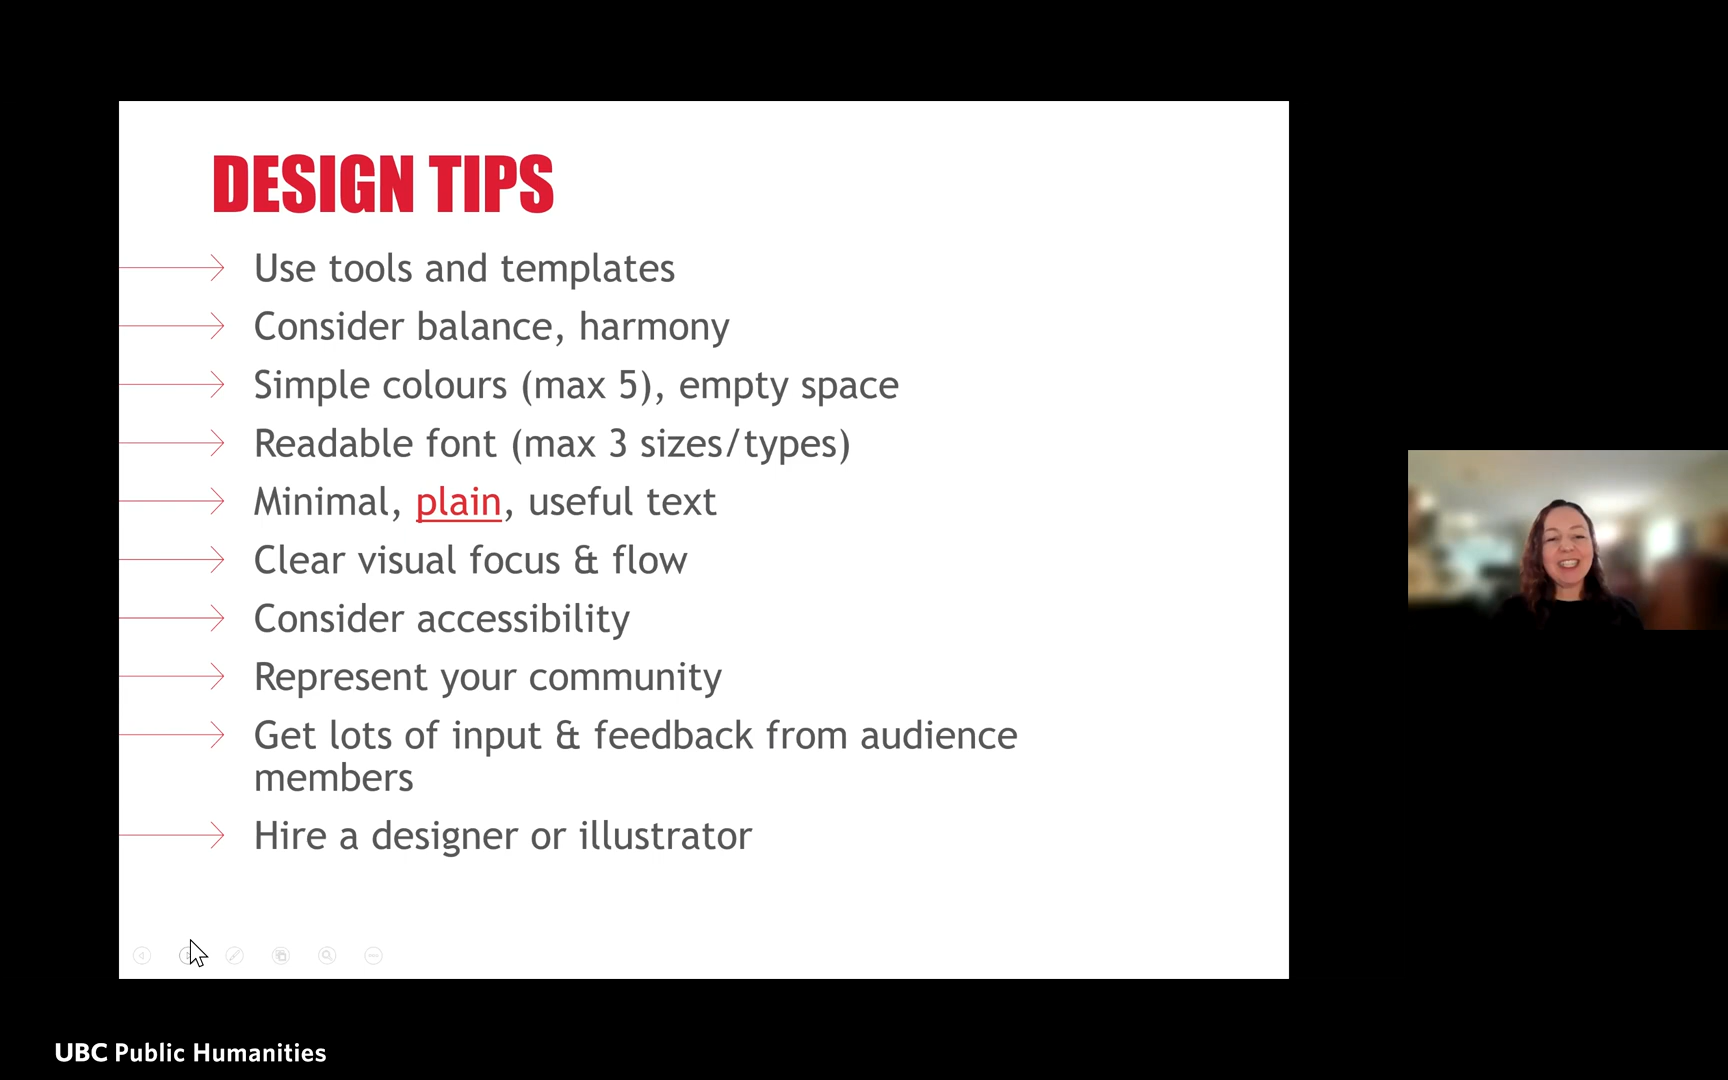 DESIGN TIPS
Use tools and templates
Consider balance, harmony
Simple colours (max 5), empty space
Readable font (max 3 sizes/types)
Minimal, plain, useful text
Clear visual focus & flow
Consider accessibility
Represent your community
Get lots of input & feedback from audience
members
Hire a designer or illustrator
UBC Public Humanities